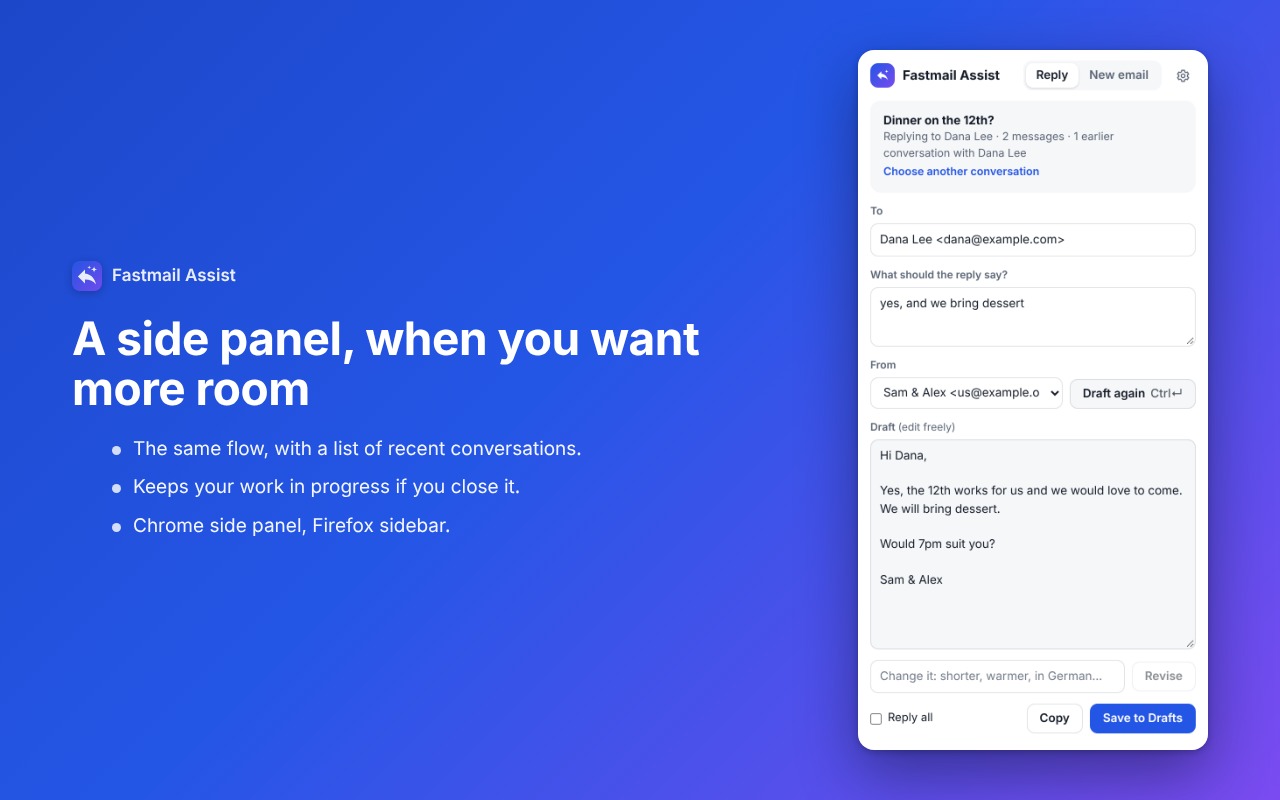 Fastmail Assist
A side panel, when you want
more room
The same flow, with a list of recent conversations.
Keeps your work in progress if you close it.
Chrome side panel, Firefox sidebar.
Fastmail Assist
Reply
New email
Dinner on the 12th?
Replying to Dana Lee · 2 messages · 1 earlier
conversation with Dana Lee
Choose another conversation
To
Dana Lee <dana@example.com>
What should the reply say?
yes, and we bring dessert
From
Sam & Alex <us@example.o
Draft again Ctrl↵
Draft (edit freely)
Hi Dana,
Yes, the 12th works for us and we would love to come.
We will bring dessert.
Would 7pm suit you?
Sam & Alex
Change it: shorter, warmer, in German...
Revise
Reply all
Copy
Save to Drafts